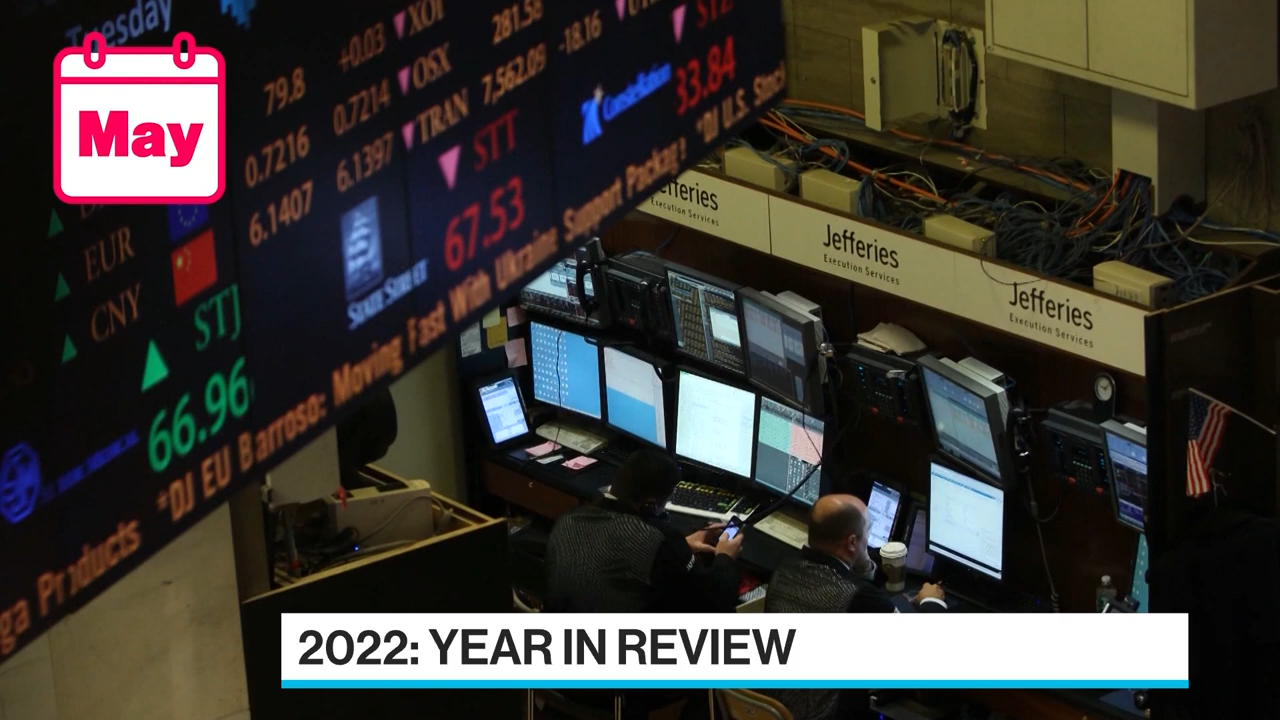 Tuesday
May
79.8
+0.03
XOI
281.58
-18.16
0.7216
0.7214
OSX
7,562.09
TRAN
6.1397
6.1407
STT
67.53
Constellation
33.84
EUR
CNY
STJ
66.96
State Street
Products *DJ EU Barroso: Moving Fast With Ukraine Support Package *DJ U.S.
Jefferies
Execution Services
Jefferies
Execution Services
Jefferies
Execution Services
2022: YEAR IN REVIEW